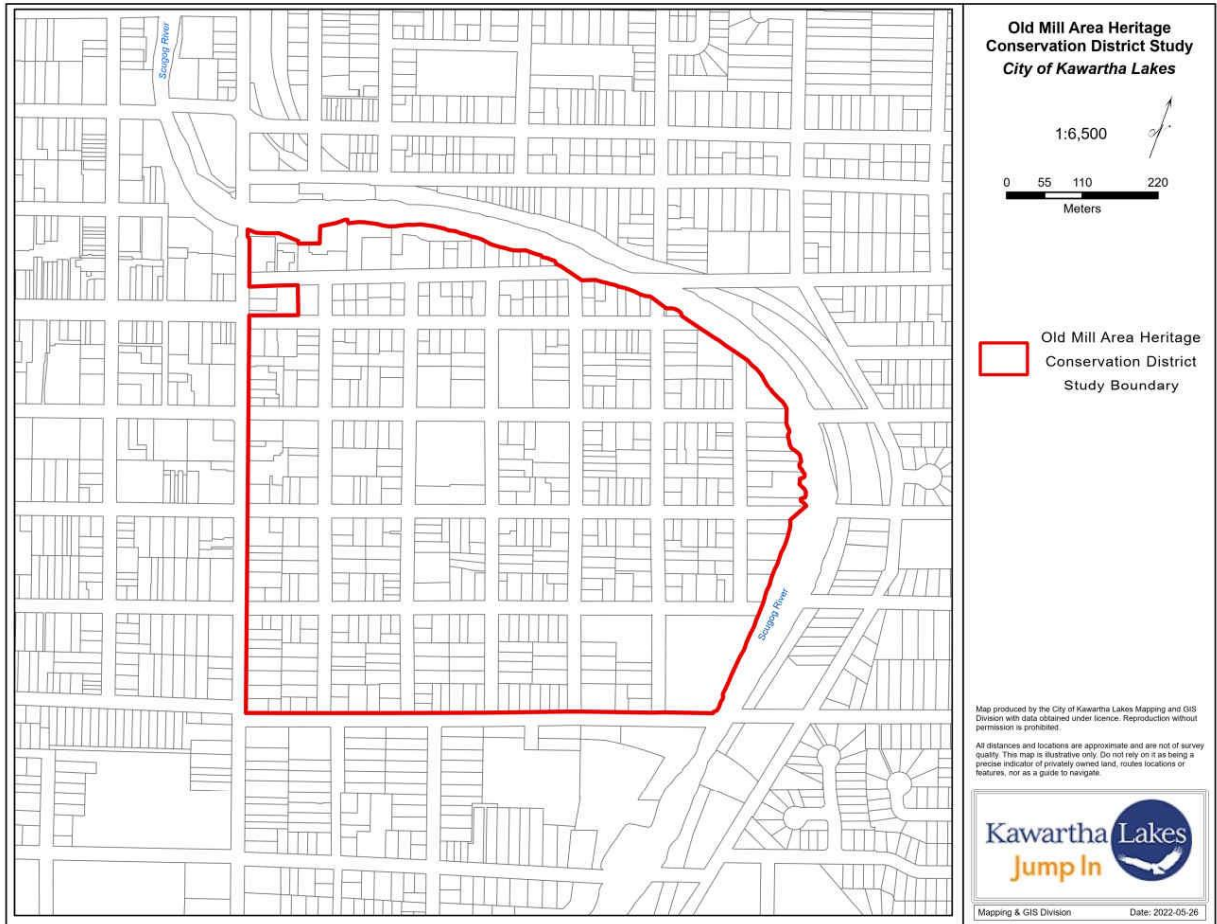 Scugog River
Scugog River
Old Mill Area Heritage
Conservation District Study
City of Kawartha Lakes
1:6,500
0 55 110 220
Meters
Old Mill Area Heritage
Conservation District
Study Boundary
Map produced by the City of Kawartha Lakes Mapping and GIS
Division with data obtained under licence. Reproduction without
permission is prohibited.
All distances and locations are approximate and are not of survey
quality. This map is illustrative only. Do not rely on it as being a
precise indicator of privately owned land, routes locations or
features, nor as a guide to navigate.
Kawartha Lakes
Jump In
Mapping & GIS Division Date: 2022-05-26